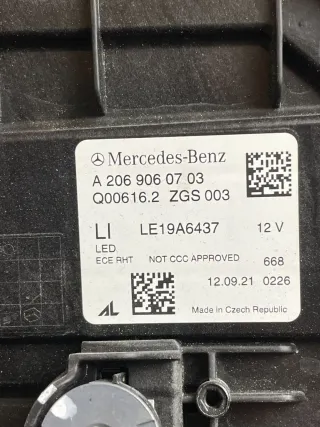 Mercedes-Benz
A 206 906 07 03
Q00616.2 ZGS 003
LI LE19A6437 12 V
LED
ECE RHT NOT CCC APPROVED 668
12.09.21 0226
AL Made in Czech Republic